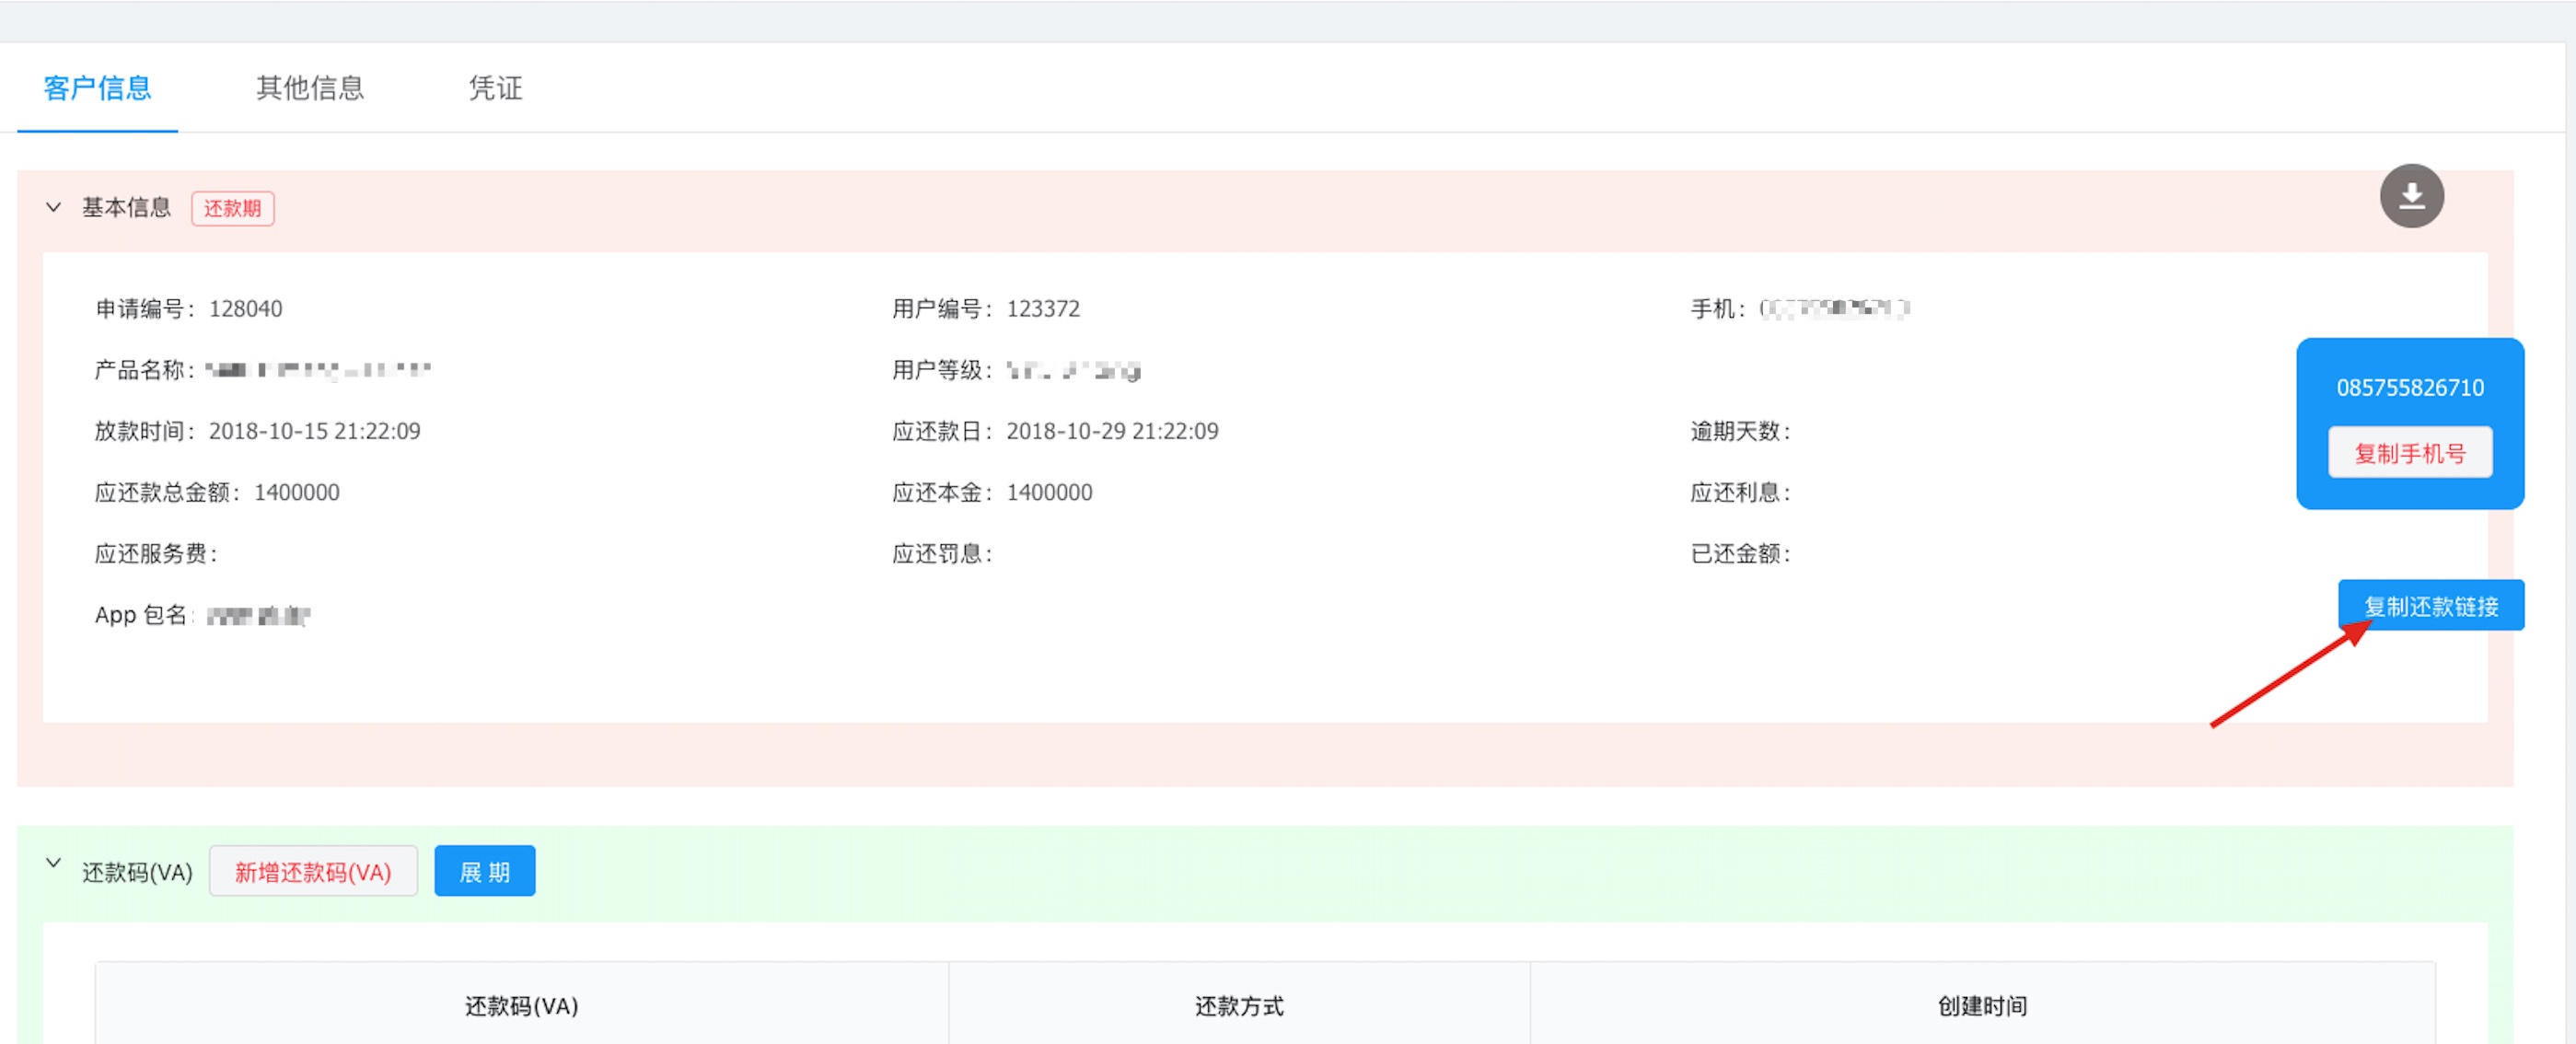 客户信息 其他信息 凭证
基本信息 还款期
申请编号： 128040 用户编号： 123372 手机：
产品名称： 用户等级：
085755826710
放款时间： 2018-10-15 21:22:09 应还款日： 2018-10-29 21:22:09 逾期天数：
复制手机号
应还款总金额： 1400000 应还本金： 1400000 应还利息：
应还服务费： 应还罚息： 已还金额：
复制还款链接
App 包名：
还款码(VA) 新增还款码(VA) 展 期
还款码(VA) 还款方式 创建时间